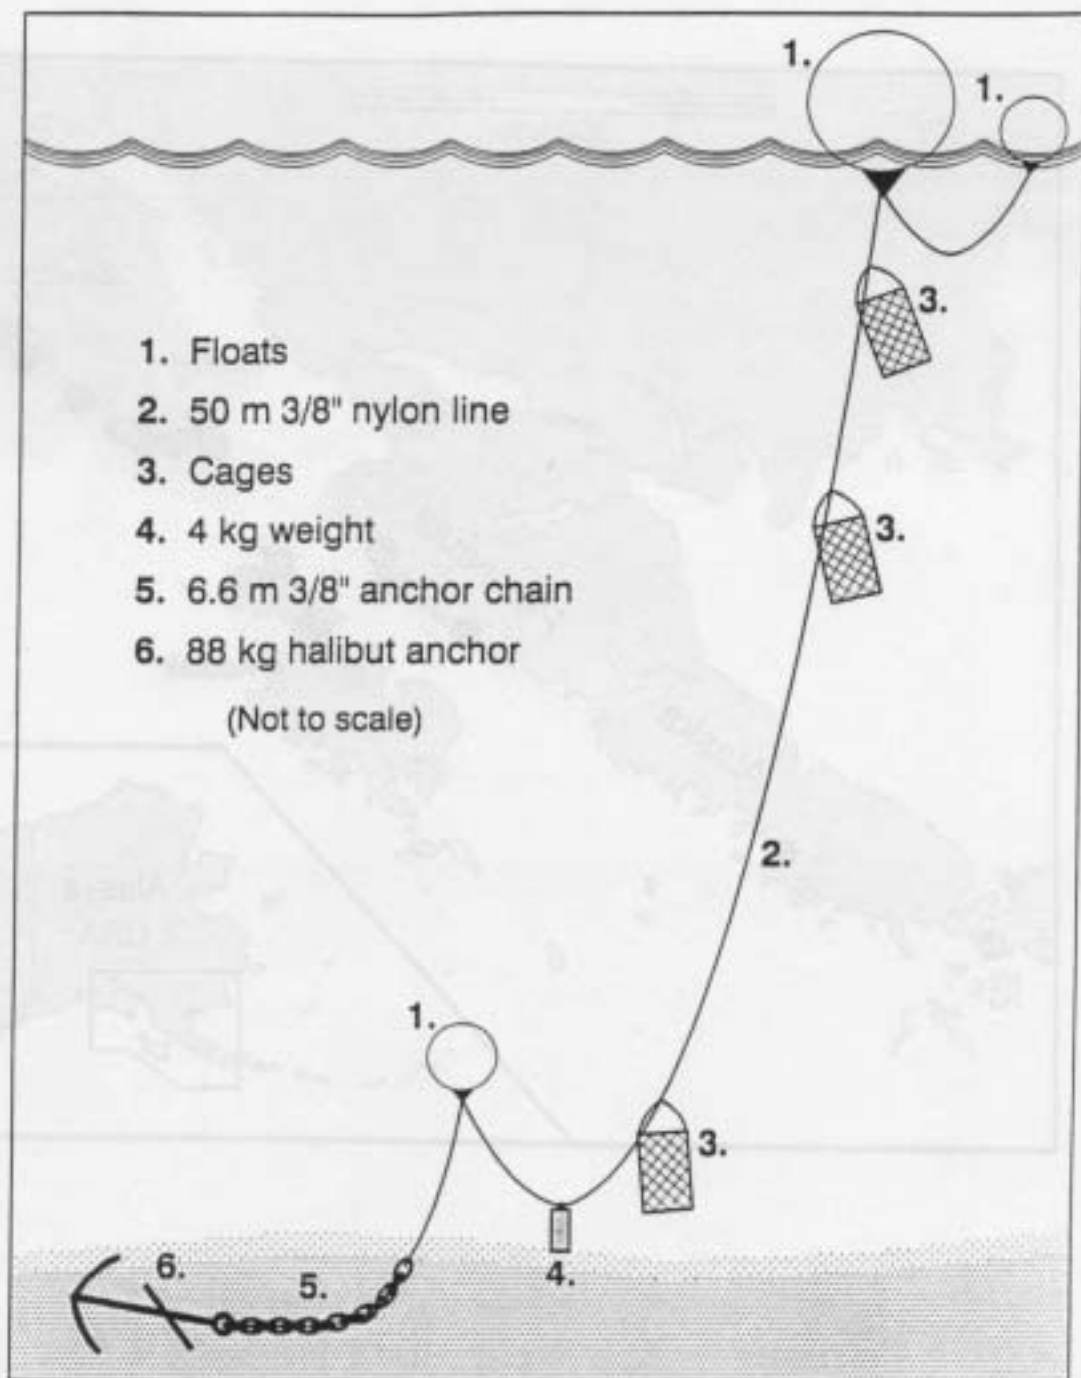 1.
1.
3.
1. Floats
2. 50 m 3/8" nylon line
3. Cages
3.
4. 4 kg weight
5. 6.6 m 3/8" anchor chain
6. 88 kg halibut anchor
(Not to scale)
2.
1.
3.
6.
5.
4.